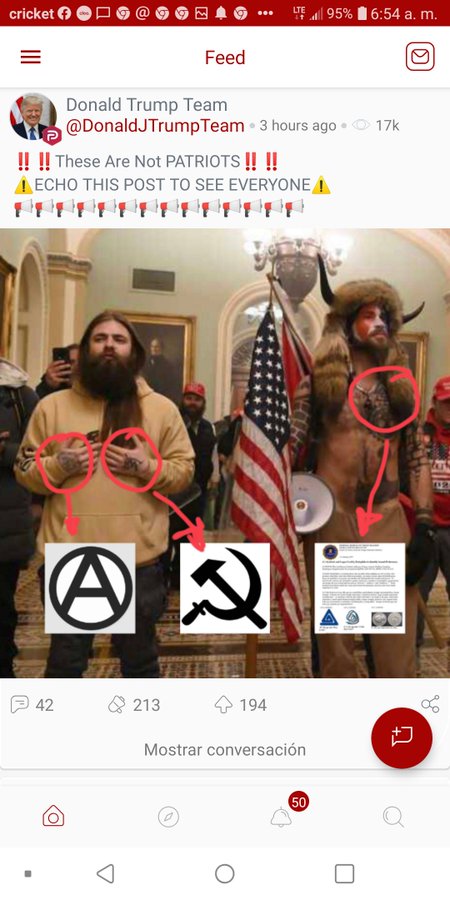 cricket 95% 6:54 a. m.
LTE
Feed
Donald Trump Team
@DonaldJTrumpTeam • 3 hours ago • 17k
‼️ ‼️These Are Not PATRIOTS‼️ ‼️
⚠️ECHO THIS POST TO SEE EVERYONE⚠️
42 213 194
Mostrar conversación
50